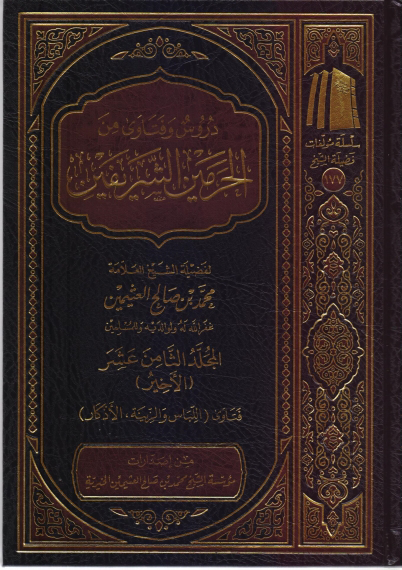 دروس وفتاوى من
الحرمين الشريفين
لفضيلة الشيخ العلامة
محمد بن صالح العثيمين
غفر الله له ولوالديه وللمسلمين
المجلد الثامن عشر
(الأخير)
فتاوى (اللباس والزينة، الأذكار)
من إصدارات
مؤسسة الشيخ محمد بن صالح العثيمين الخيرية
سلسلة مؤلفات
فضيلة الشيخ
١٧٧